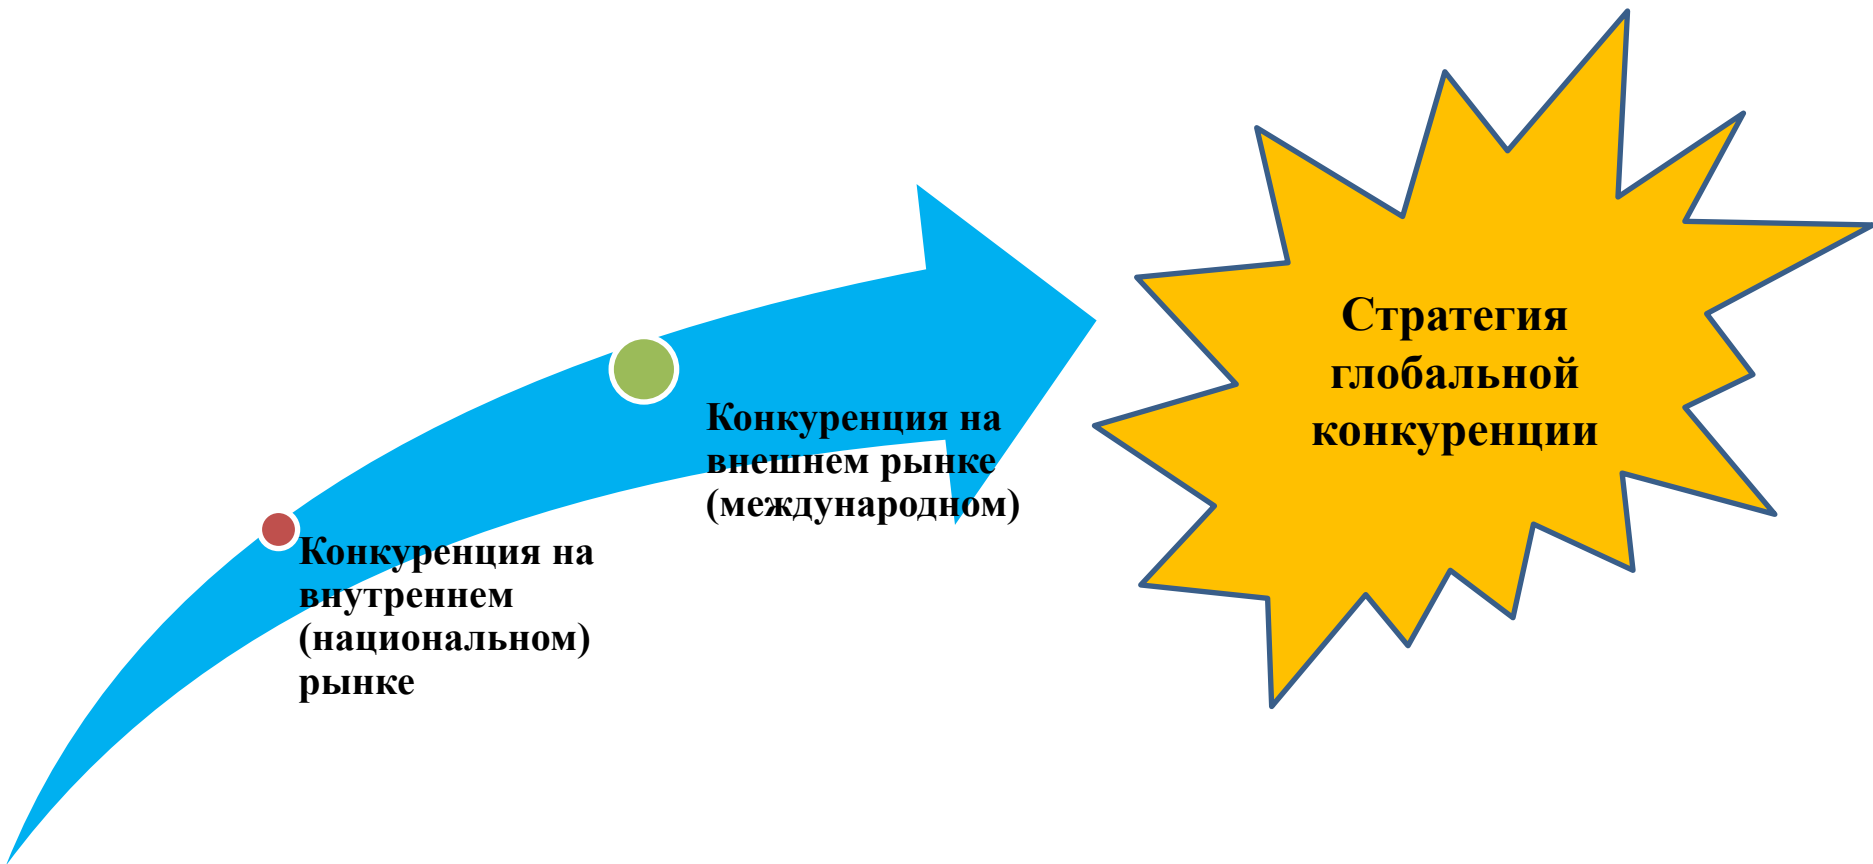 Стратегия
глобальной
конкуренции
Конкуренция на
внешнем рынке
(международном)
Конкуренция на
внутреннем
(национальном)
рынке